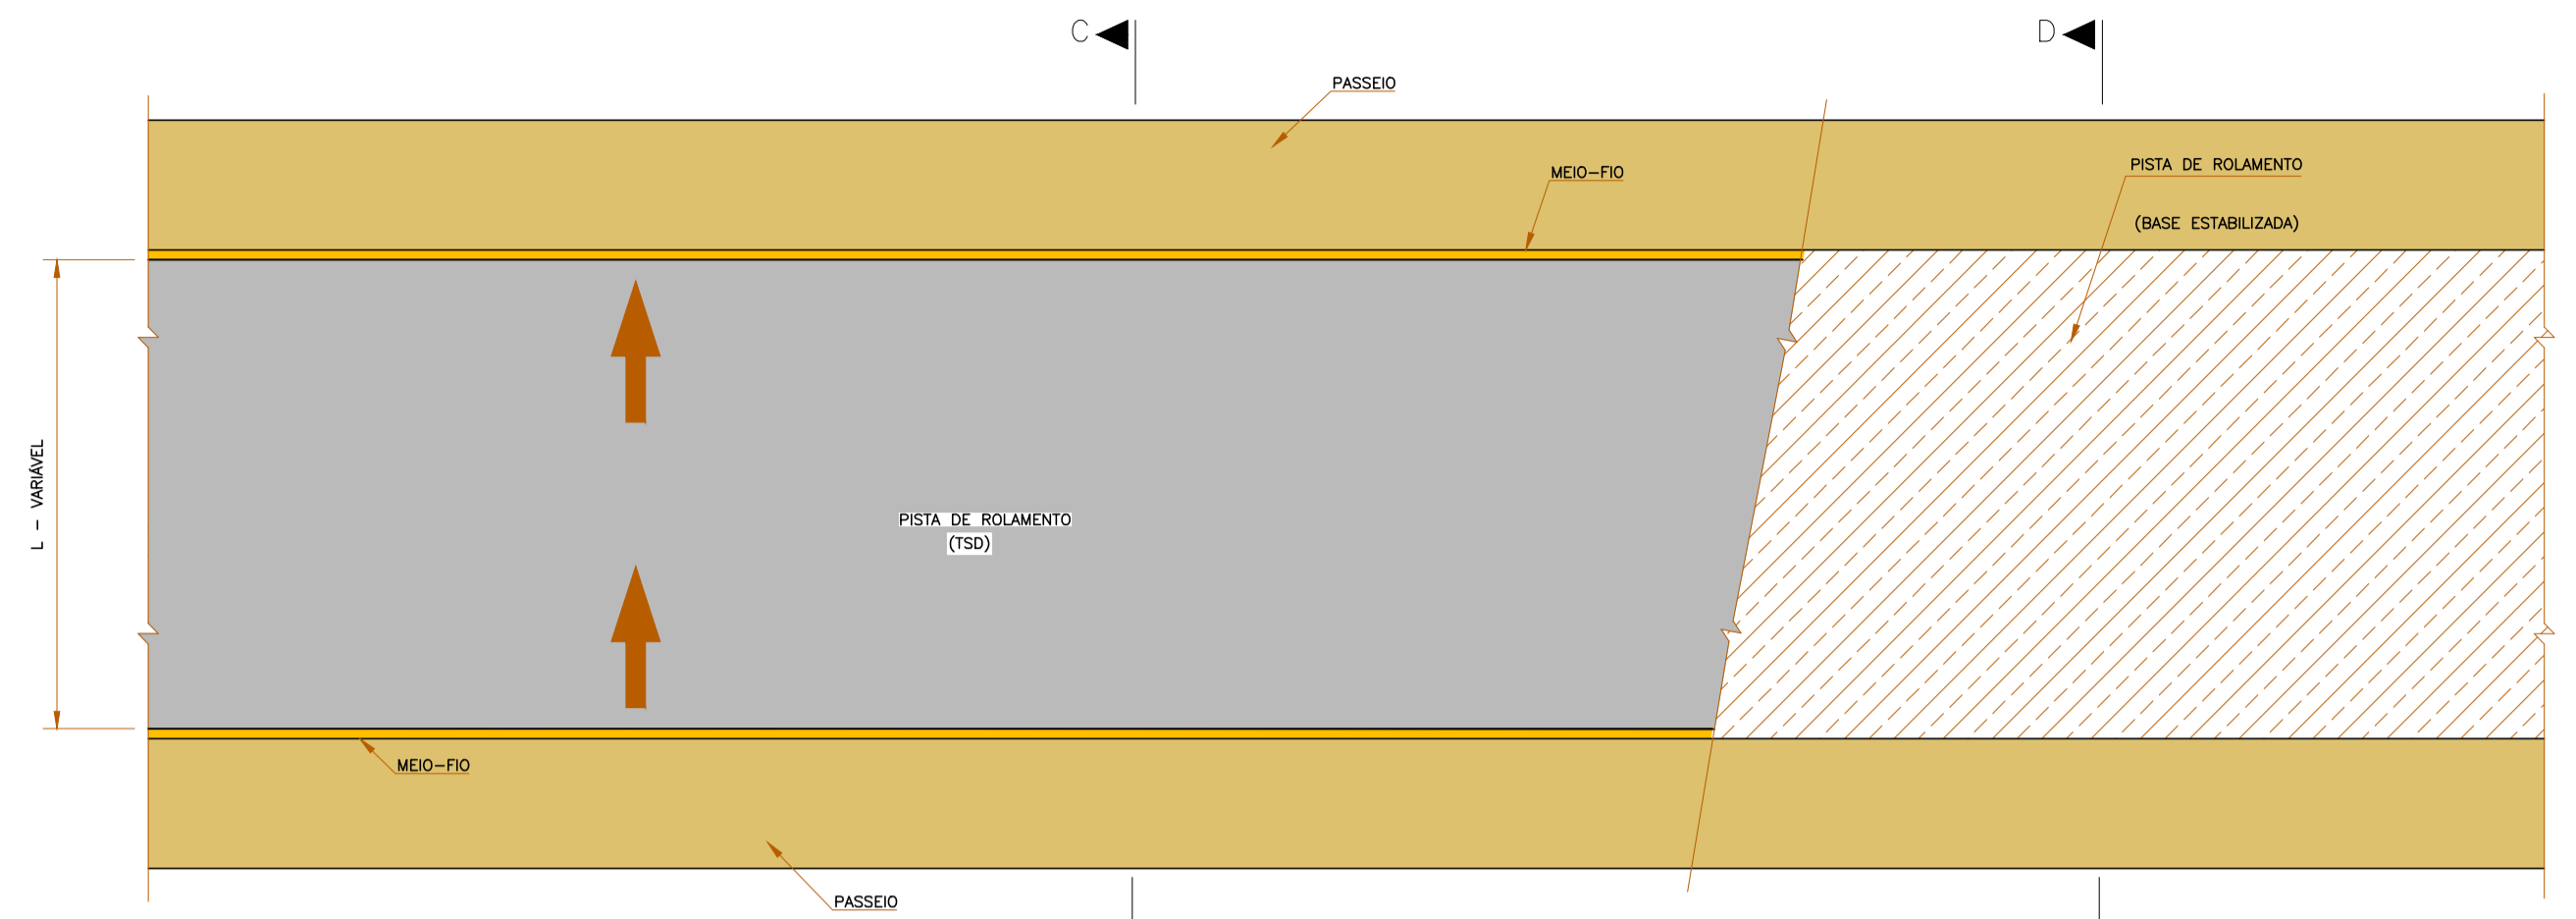 C
D
PASSEIO
MEIO-FIO
PISTA DE ROLAMENTO
(BASE ESTABILIZADA)
L - VARIÁVEL
PISTA DE ROLAMENTO
(TSD)
MEIO-FIO
PASSEIO